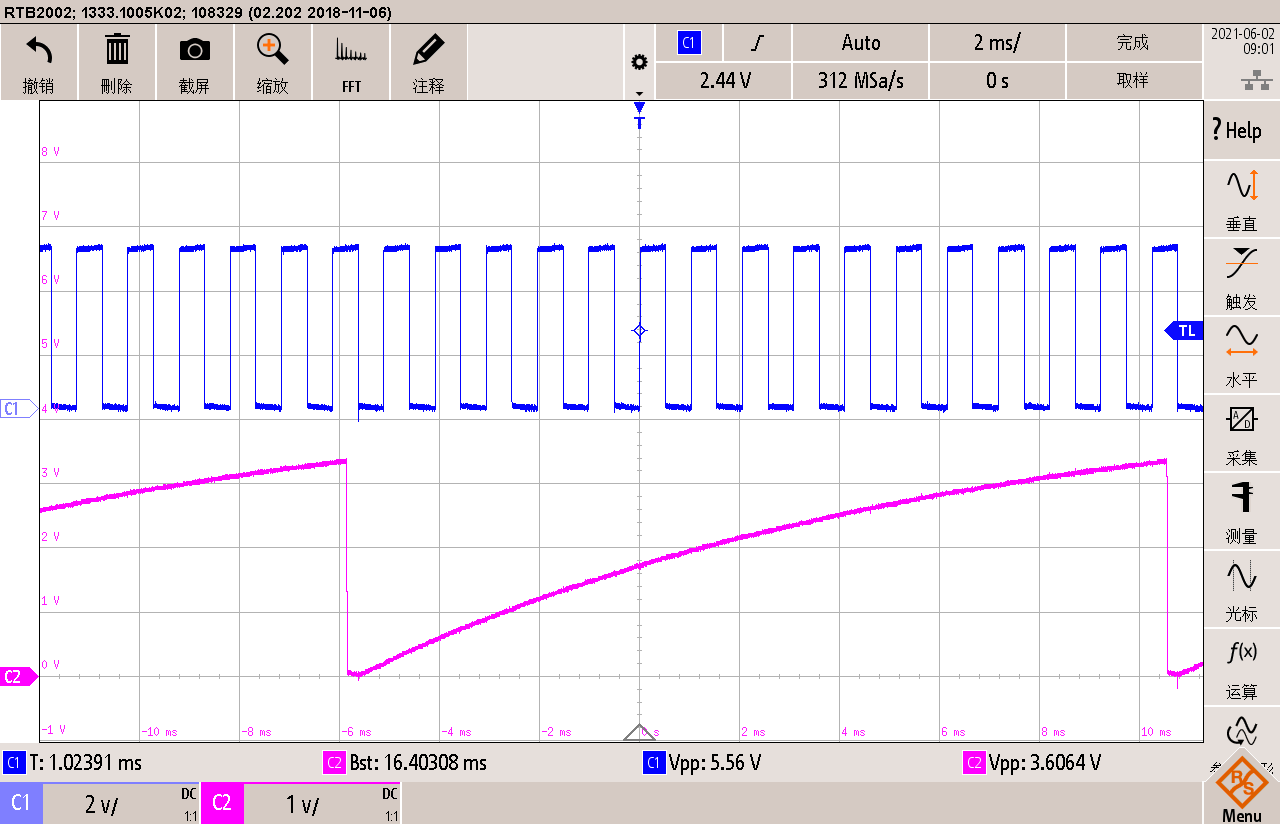 RTB2002; 1333.1005K02; 108329 (02.202 2018-11-06)
撤销
刪除
截屏
缩放
FFT
注释
C1
Auto
2 ms/
完成
2.44 V
312 MSa/s
0 s
取样
2021-06-02
09:01
? Help
垂直
触发
水平
A
D
采集
测量
光标
f(x)
运算
T
8 V
7 V
6 V
5 V
4 V
3 V
2 V
1 V
0 V
-1 V
C1
TL
C2
-10 ms
-8 ms
-6 ms
-4 ms
-2 ms
0 s
2 ms
4 ms
6 ms
8 ms
10 ms
C1 T: 1.02391 ms
C2 Bst: 16.40308 ms
C1 Vpp: 5.56 V
C2 Vpp: 3.6064 V
C1
2 V/
DC
1:1
C2
1 V/
DC
1:1
R/S
Menu